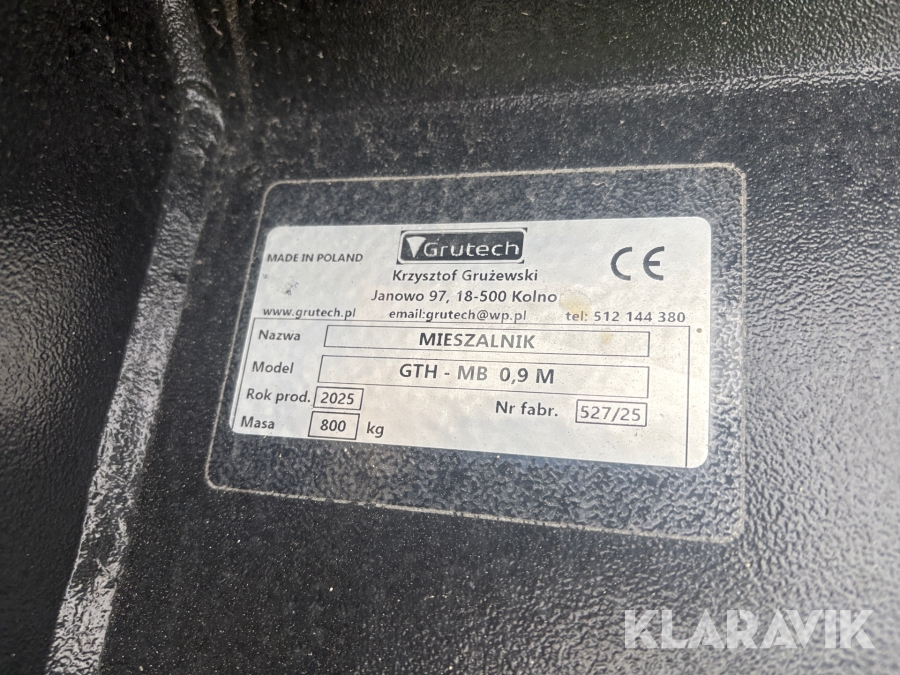 Grutech
MADE IN POLAND
CE
Krzysztof Grużewski
Janowo 97, 18-500 Kolno
www.grutech.pl email:grutech@wp.pl tel: 512 144 380
Nazwa MIESZALNIK
Model GTH - MB 0,9 M
Rok prod. 2025 Nr fabr. 527/25
Masa 800 kg
KLARAVIK